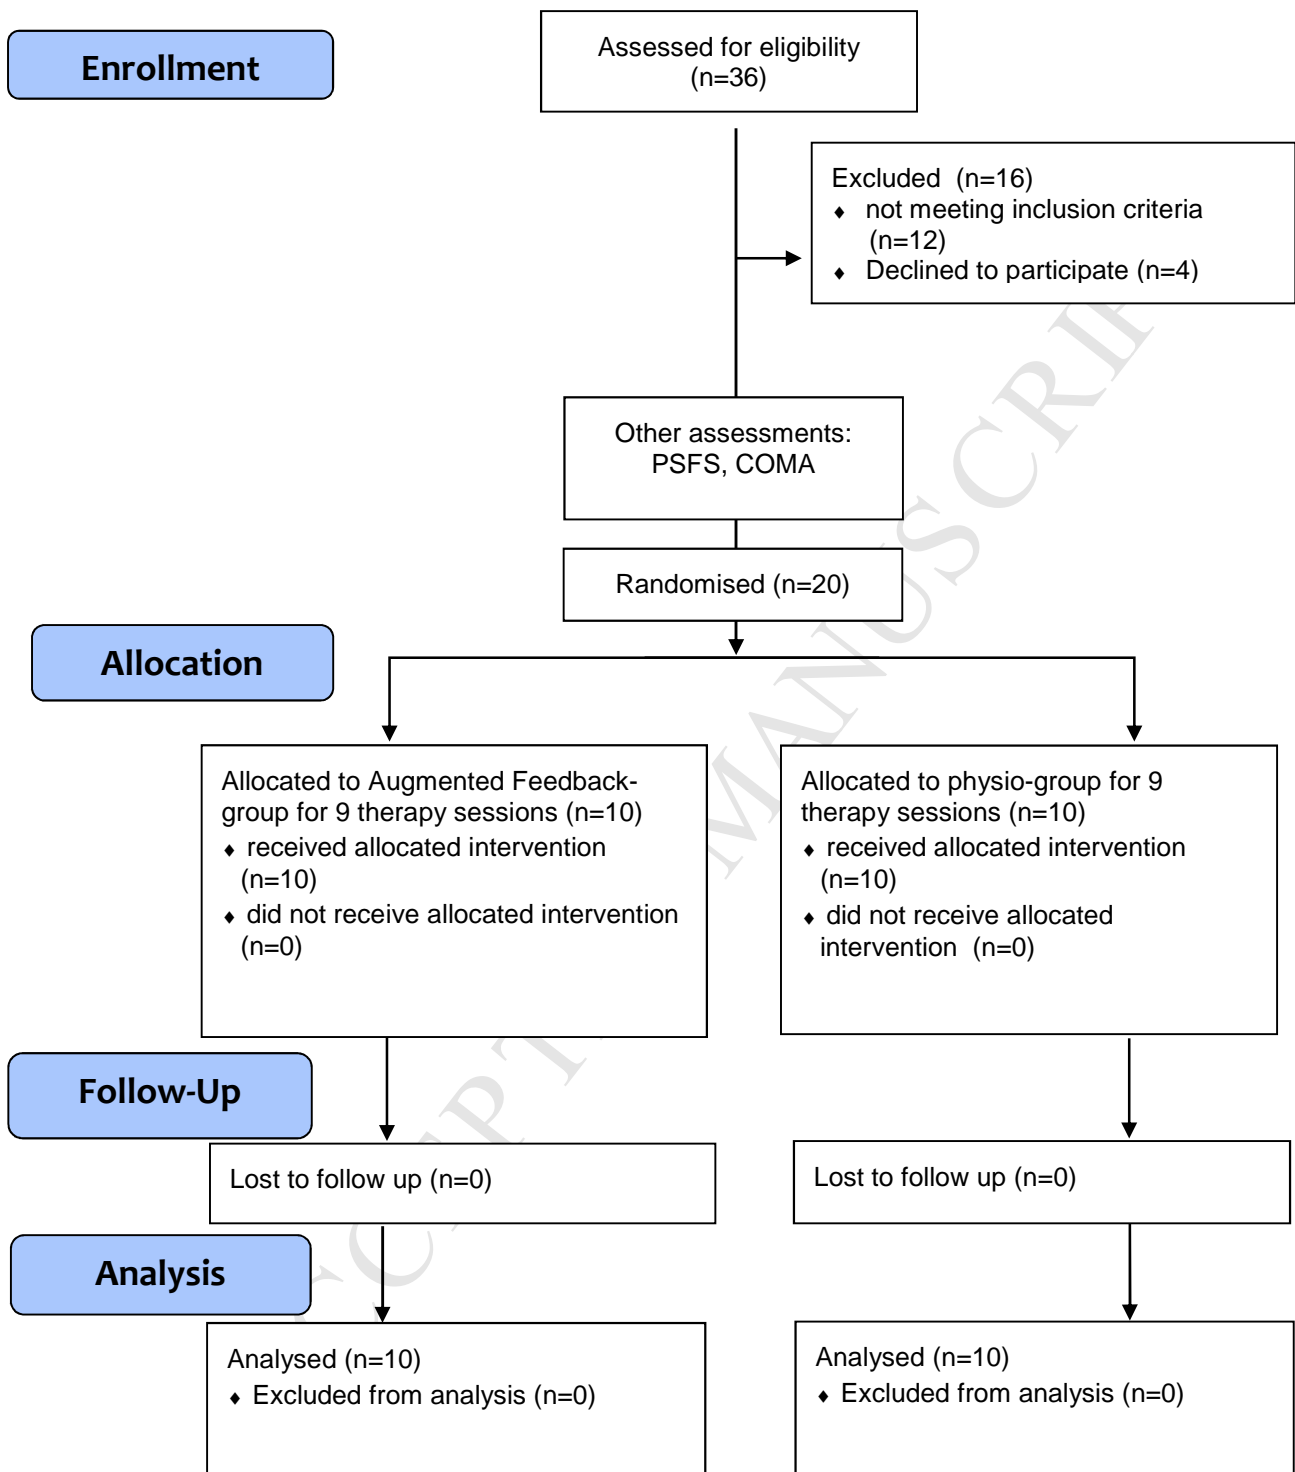 Enrollment
Assessed for eligibility
(n=36)
Excluded  (n=16)
♦ not meeting inclusion criteria
(n=12)
♦ Declined to participate (n=4)
Other assessments:
PSFS, COMA
Randomised (n=20)
Allocation
Allocated to Augmented Feedback-
group for 9 therapy sessions (n=10)
♦ received allocated intervention
(n=10)
♦ did not receive allocated intervention
(n=0)
Allocated to physio-group for 9
therapy sessions (n=10)
♦ received allocated intervention
(n=10)
♦ did not receive allocated
intervention  (n=0)
Follow-Up
Lost to follow up (n=0)
Lost to follow up (n=0)
Analysis
Analysed (n=10)
♦ Excluded from analysis (n=0)
Analysed (n=10)
♦ Excluded from analysis (n=0)
MANUSCRIP